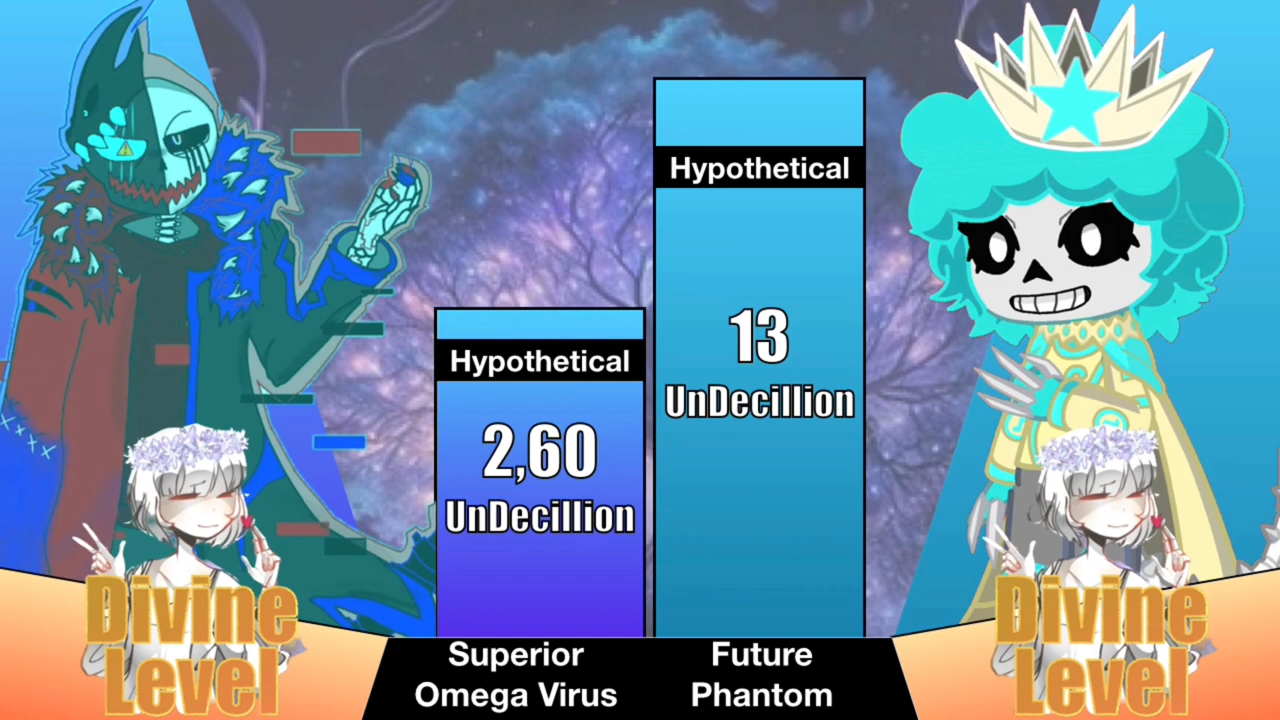 Hypothetical
13
UnDecillion
Hypothetical
2,60
UnDecillion
Divine
Level
Superior
Omega Virus
Future
Phantom
Divine
Level